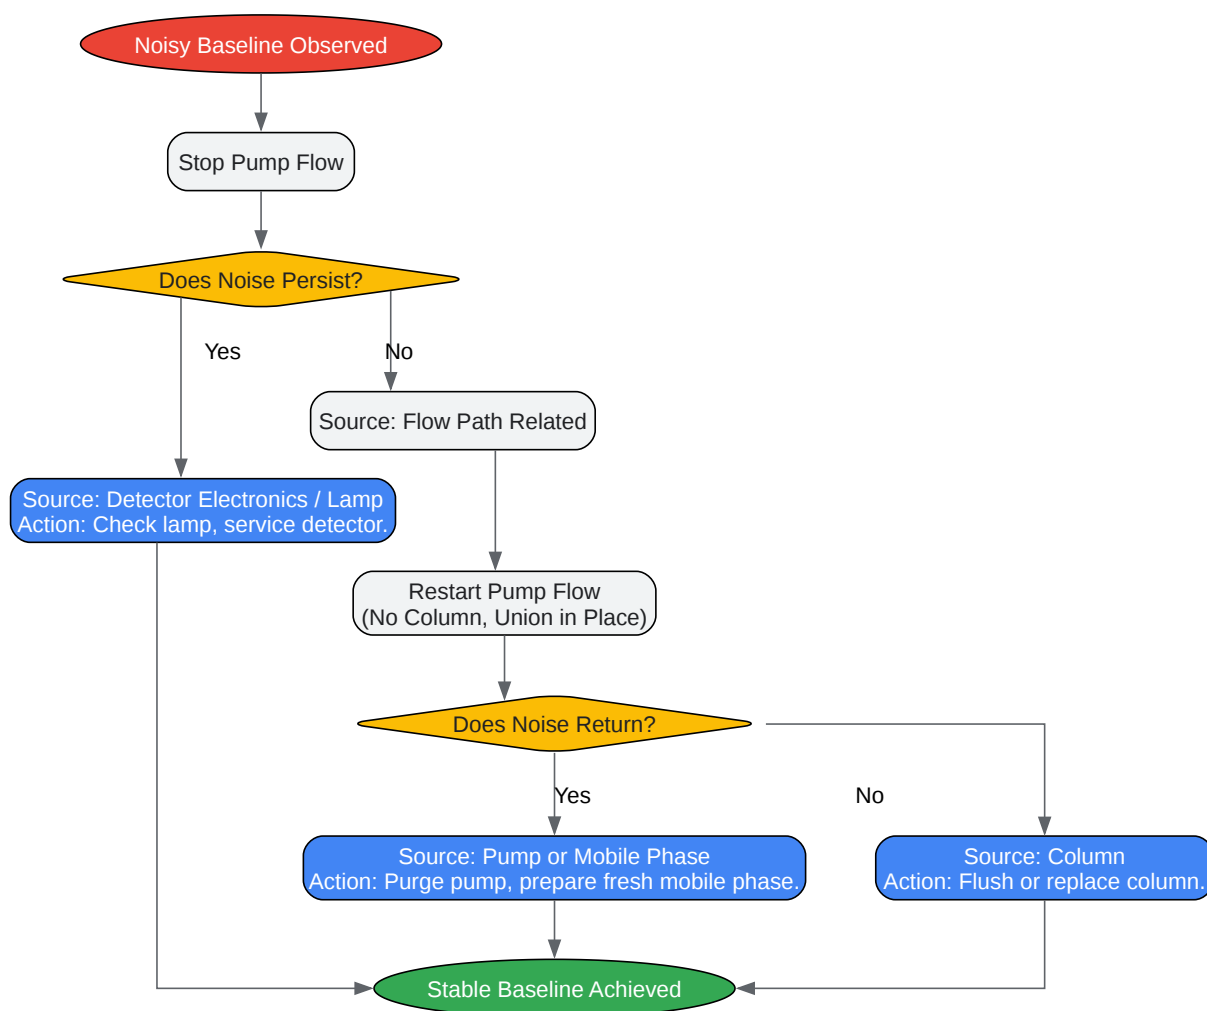 Noisy Baseline Observed
Stop Pump Flow
Does Noise Persist?
Yes
No
Source: Flow Path Related
Source: Detector Electronics / Lamp
Action: Check lamp, service detector.
Restart Pump Flow
(No Column, Union in Place)
Does Noise Return?
Yes
No
Source: Pump or Mobile Phase
Action: Purge pump, prepare fresh mobile phase.
Source: Column
Action: Flush or replace column.
Stable Baseline Achieved